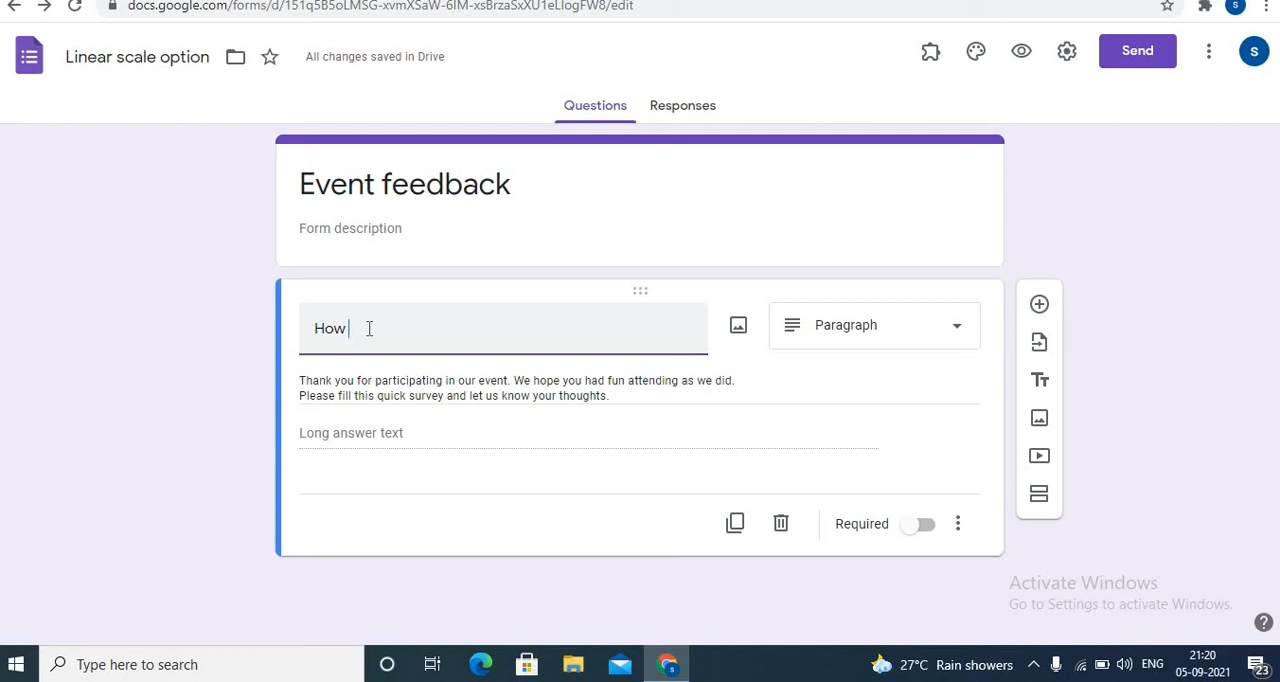 docs.google.com/forms/d/151q5B5oLMSG-xvmXSaW-6IM-xsBrzaSxXU1eLlogFW8/edit
S
Linear scale option
All changes saved in Drive
Send
S
Questions
Responses
Event feedback
Form description
How
Paragraph
Thank you for participating in our event. We hope you had fun attending as we did.
Please fill this quick survey and let us know your thoughts.
Long answer text
Required
Activate Windows
Go to Settings to activate Windows.
Type here to search
27°C Rain showers
ENG
21:20
05-09-2021
23